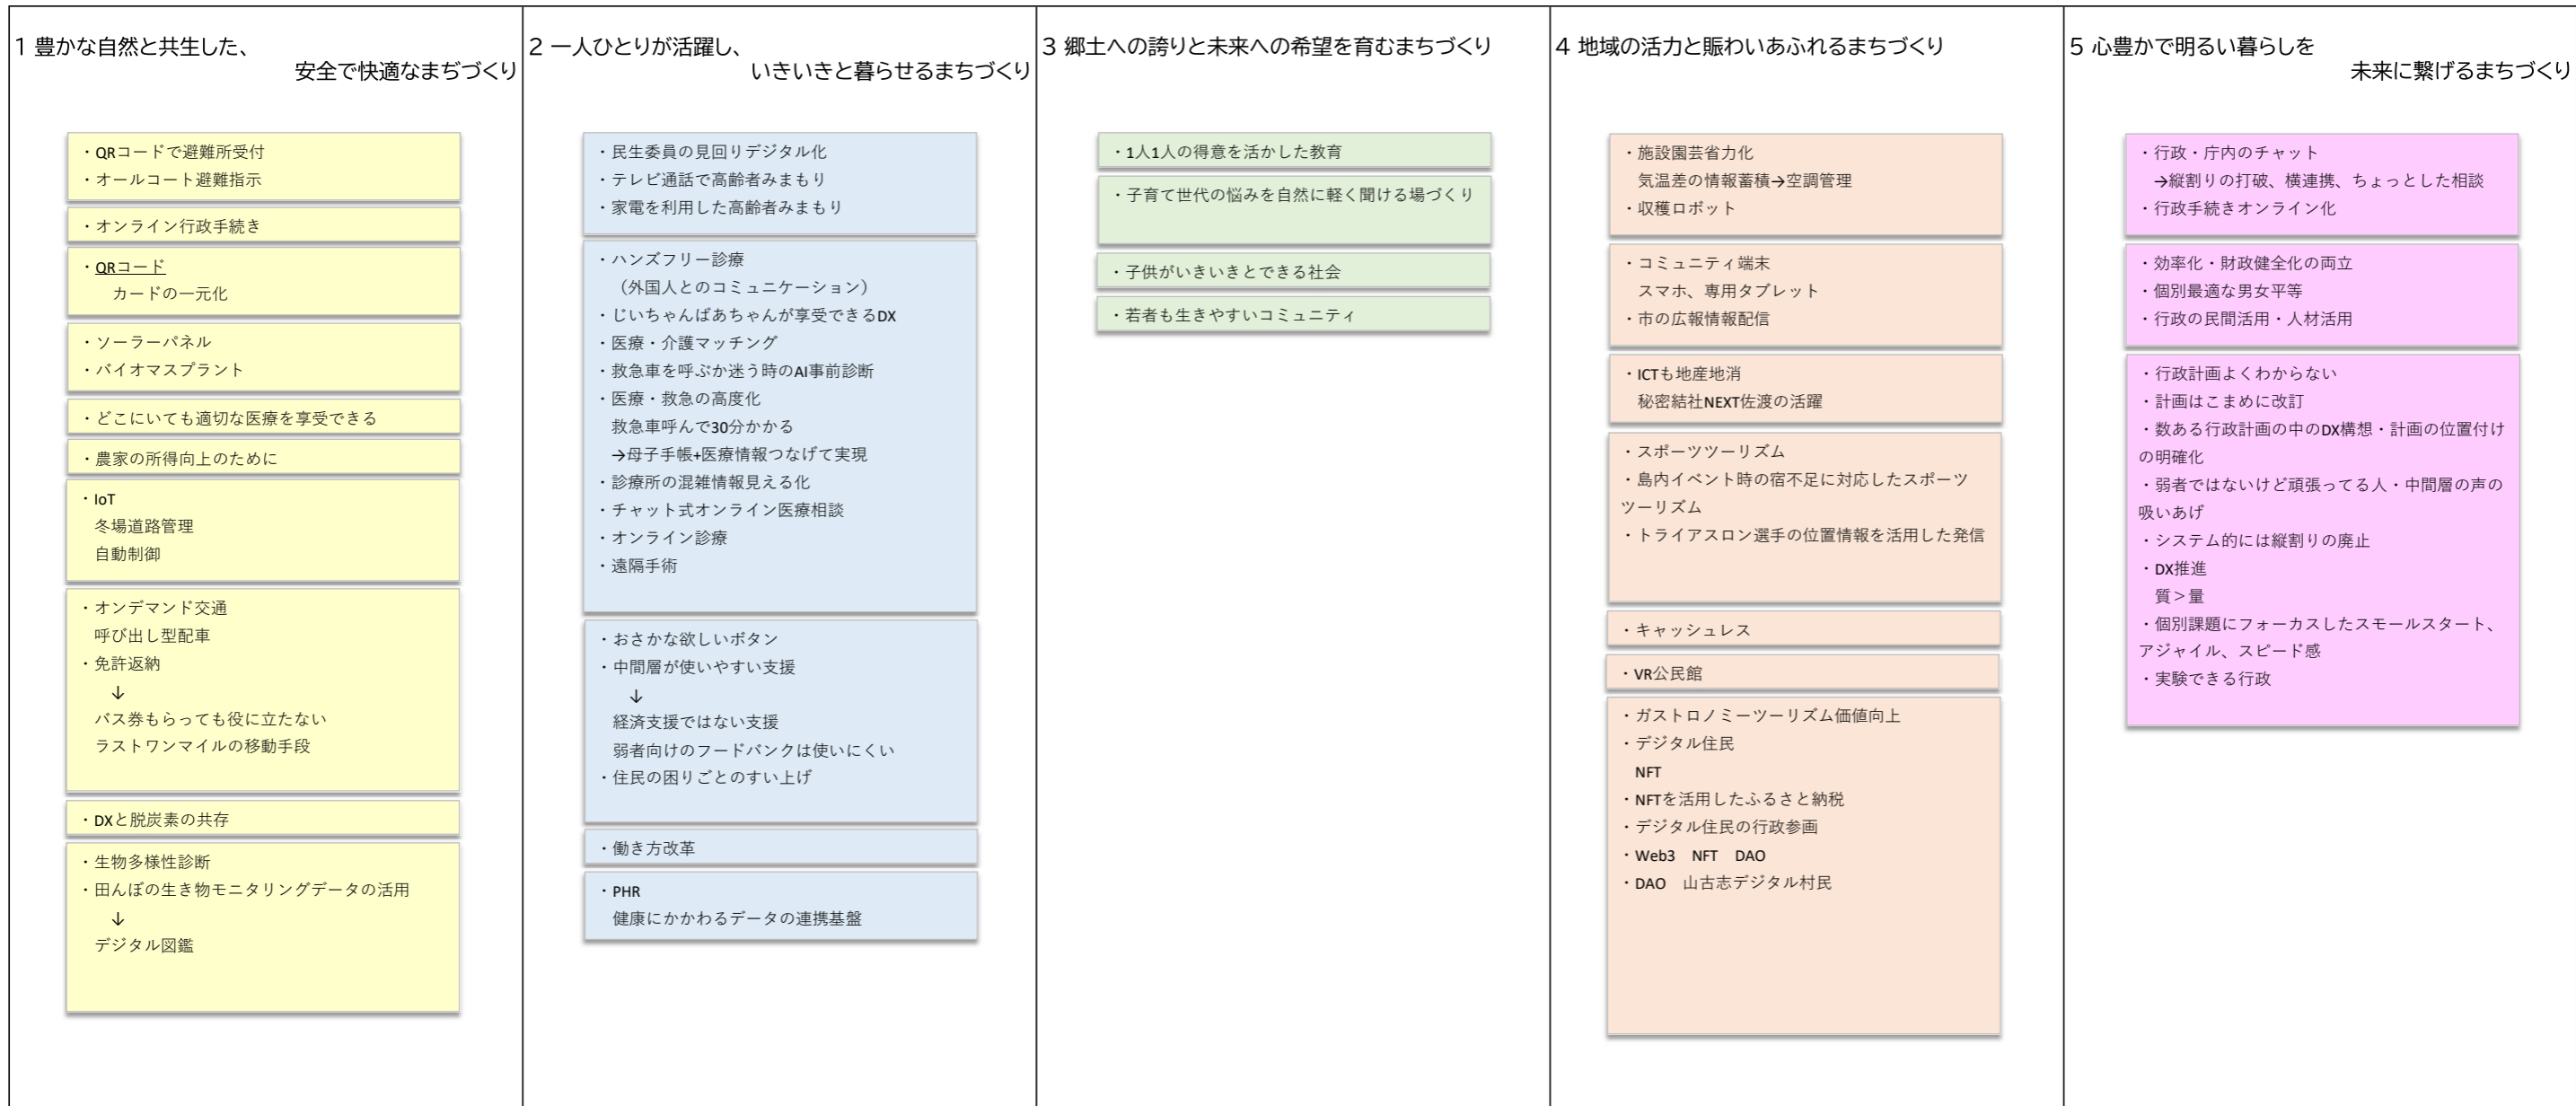 1 豊かな自然と共生した、
安全で快適なまちづくり
・QRコードで避難所受付
・オールコート避難指示
・オンライン行政手続き
・QRコード
カードの一元化
・ソーラーパネル
・バイオマスプラント
・どこにいても適切な医療を享受できる
・農家の所得向上のために
・IoT
冬場道路管理
自動制御
・オンデマンド交通
呼び出し型配車
・免許返納
↓
バス券もらっても役に立たない
ラストワンマイルの移動手段
・DXと脱炭素の共存
・生物多様性診断
・田んぼの生き物モニタリングデータの活用
↓
デジタル図鑑
2 一人ひとりが活躍し、
いきいきと暮らせるまちづくり
・民生委員の見回りデジタル化
・テレビ通話で高齢者みまもり
・家電を利用した高齢者みまもり
・ハンズフリー診療
（外国人とのコミュニケーション）
・じいちゃんばあちゃんが享受できるDX
・医療・介護マッチング
・救急車を呼ぶか迷う時のAI事前診断
・医療・救急の高度化
救急車呼んで30分かかる
→母子手帳+医療情報つなげて実現
・診療所の混雑情報見える化
・チャット式オンライン医療相談
・オンライン診療
・遠隔手術
・おさかな欲しいボタン
・中間層が使いやすい支援
↓
経済支援ではない支援
弱者向けのフードバンクは使いにくい
・住民の困りごとのすい上げ
・働き方改革
・PHR
健康にかかわるデータの連携基盤
3 郷土への誇りと未来への希望を育むまちづくり
・1人1人の得意を活かした教育
・子育て世代の悩みを自然に軽く聞ける場づくり
・子供がいきいきとできる社会
・若者も生きやすいコミュニティ
4 地域の活力と賑わいあふれるまちづくり
・施設園芸省力化
気温差の情報蓄積→空調管理
・収穫ロボット
・コミュニティ端末
スマホ、専用タブレット
・市の広報情報配信
・ICTも地産地消
秘密結社NEXT佐渡の活躍
・スポーツツーリズム
・島内イベント時の宿不足に対応したスポーツ
ツーリズム
・トライアスロン選手の位置情報を活用した発信
・キャッシュレス
・VR公民館
・ガストロノミーツーリズム価値向上
・デジタル住民
NFT
・NFTを活用したふるさと納税
・デジタル住民の行政参画
・Web3　NFT　DAO
・DAO　山古志デジタル村民
5 心豊かで明るい暮らしを
未来に繋げるまちづくり
・行政・庁内のチャット
→縦割りの打破、横連携、ちょっとした相談
・行政手続きオンライン化
・効率化・財政健全化の両立
・個別最適な男女平等
・行政の民間活用・人材活用
・行政計画よくわからない
・計画はこまめに改訂
・数ある行政計画の中のDX構想・計画の位置付け
の明確化
・弱者ではないけど頑張ってる人・中間層の声の
吸いあげ
・システム的には縦割りの廃止
・DX推進
質＞量
・個別課題にフォーカスしたスモールスタート、
アジャイル、スピード感
・実験できる行政